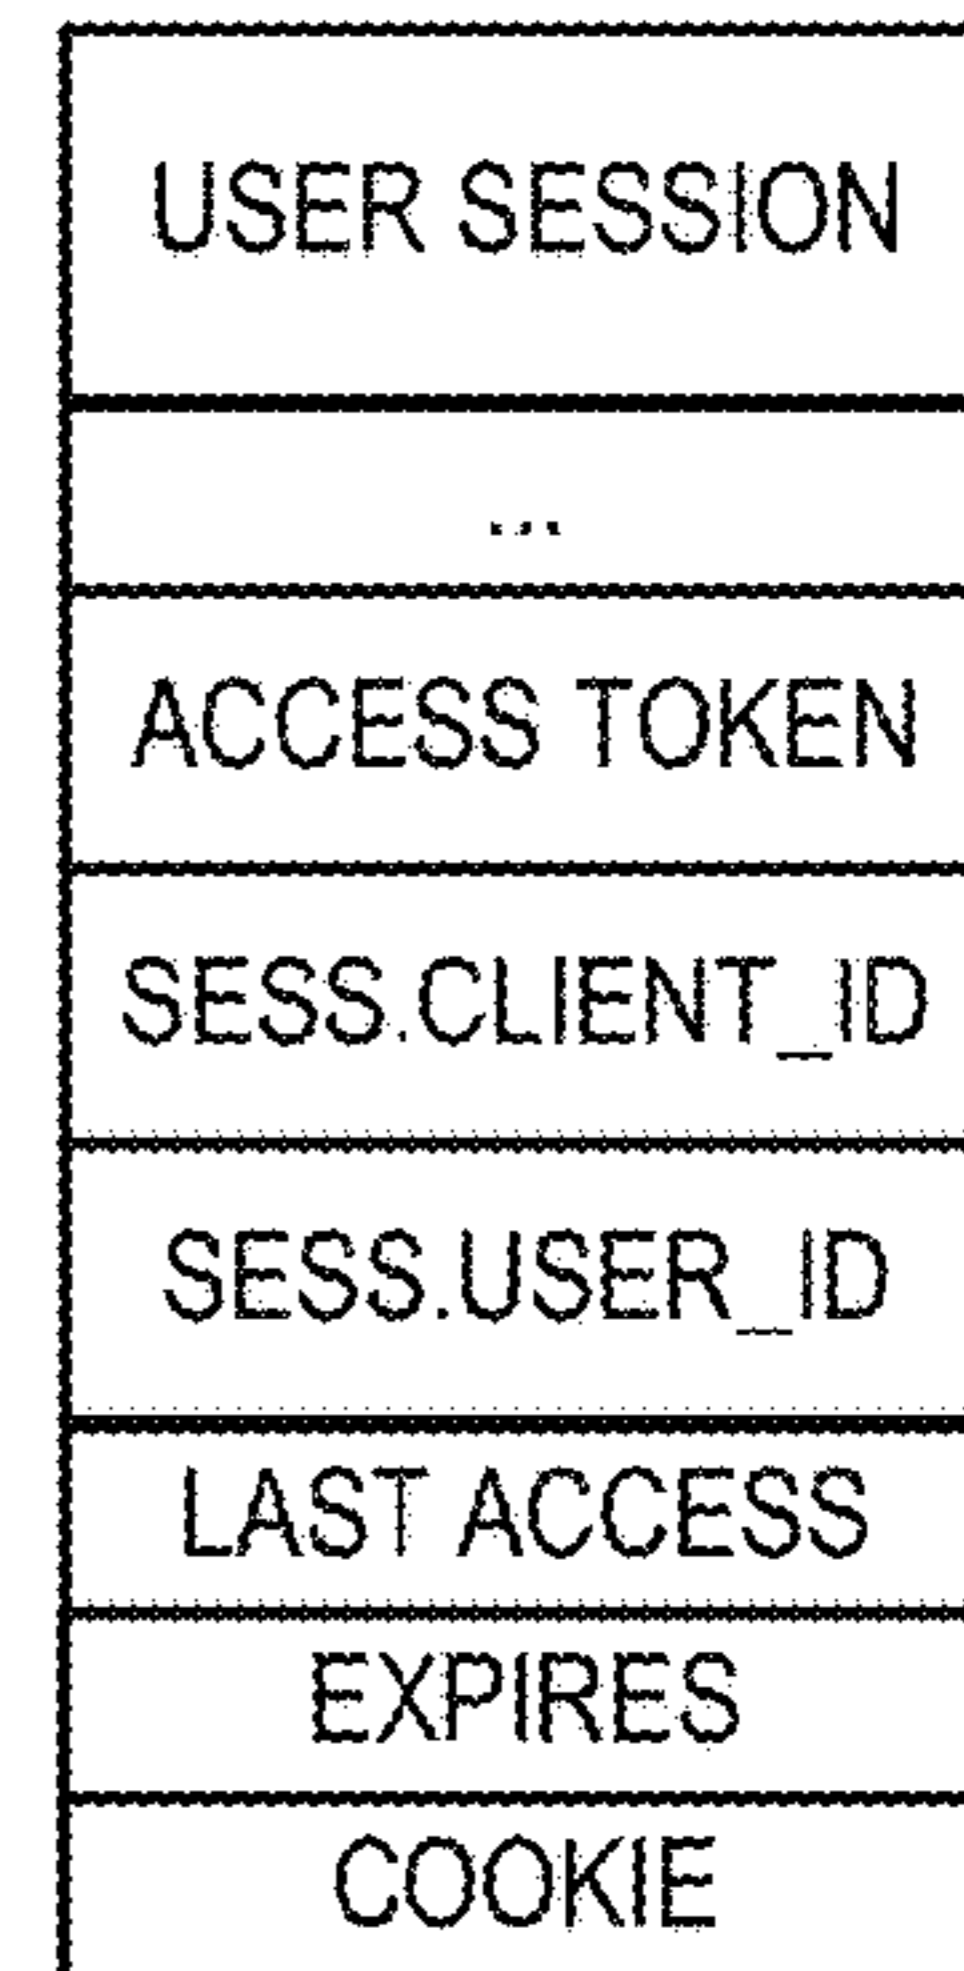 USER SESSION
...
ACCESS TOKEN
SESS.CLIENT_ID
SESS.USER_ID
LAST ACCESS
EXPIRES
COOKIE